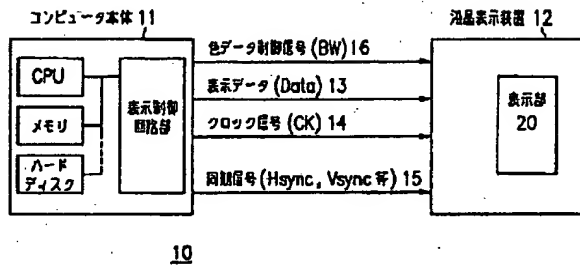 コンピュータ本体 11
液晶表示装置 12
CPU
メモリ
ハード
ディスク
表示制御
回路部
色データ制御信号 (BW) 16
表示データ (Data) 13
クロック信号 (CK) 14
同期信号 (Hsync, Vsync 等) 15
表示部
20
10